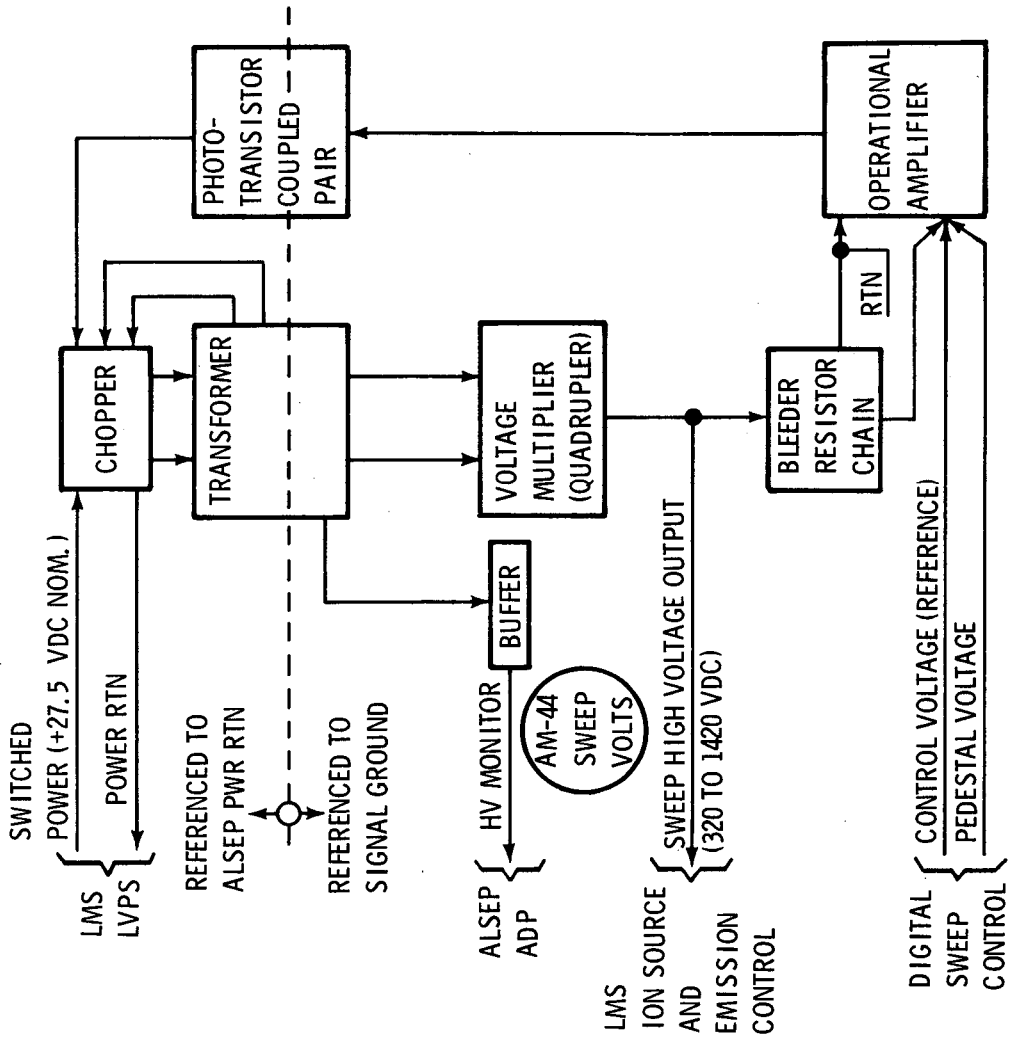 SWITCHED
POWER (+27.5 VDC NOM.)
POWER RTN
LMS
LVPS
CHOPPER
REFERENCED TO
ALSEP PWR RTN
REFERENCED TO
SIGNAL GROUND
TRANSFORMER
PHOTO-
TRANSISTOR
COUPLED
PAIR
ALSEP
ADP
HV MONITOR
BUFFER
AM-44
SWEEP
VOLTS
VOLTAGE
MULTIPLIER
(QUADRUPLER)
LMS
ION SOURCE
AND
EMISSION
CONTROL
SWEEP HIGH VOLTAGE OUTPUT
(320 TO 1420 VDC)
BLEEDER
RESISTOR
CHAIN
RTN
OPERATIONAL
AMPLIFIER
DIGITAL
SWEEP
CONTROL
CONTROL VOLTAGE (REFERENCE)
PEDESTAL VOLTAGE